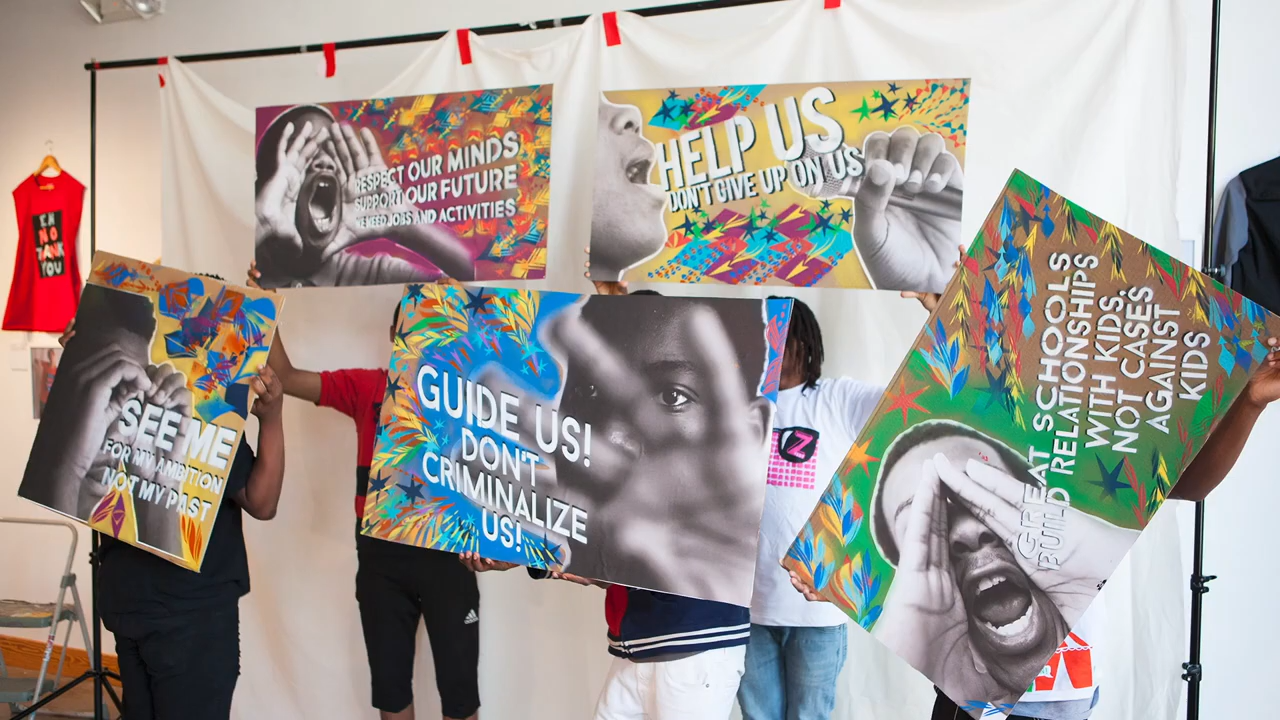 RESPECT OUR MINDS
SUPPORT OUR FUTURE
WE NEED JOBS AND ACTIVITIES
HELP US
DON'T GIVE UP ON US
SEE ME
FOR MY AMBITION
NOT MY PAST
GUIDE US!
DON'T
CRIMINALIZE
US!
GREAT SCHOOLS
BUILD RELATIONSHIPS
WITH KIDS,
NOT CASES
AGAINST
KIDS
NO
YOU
Z